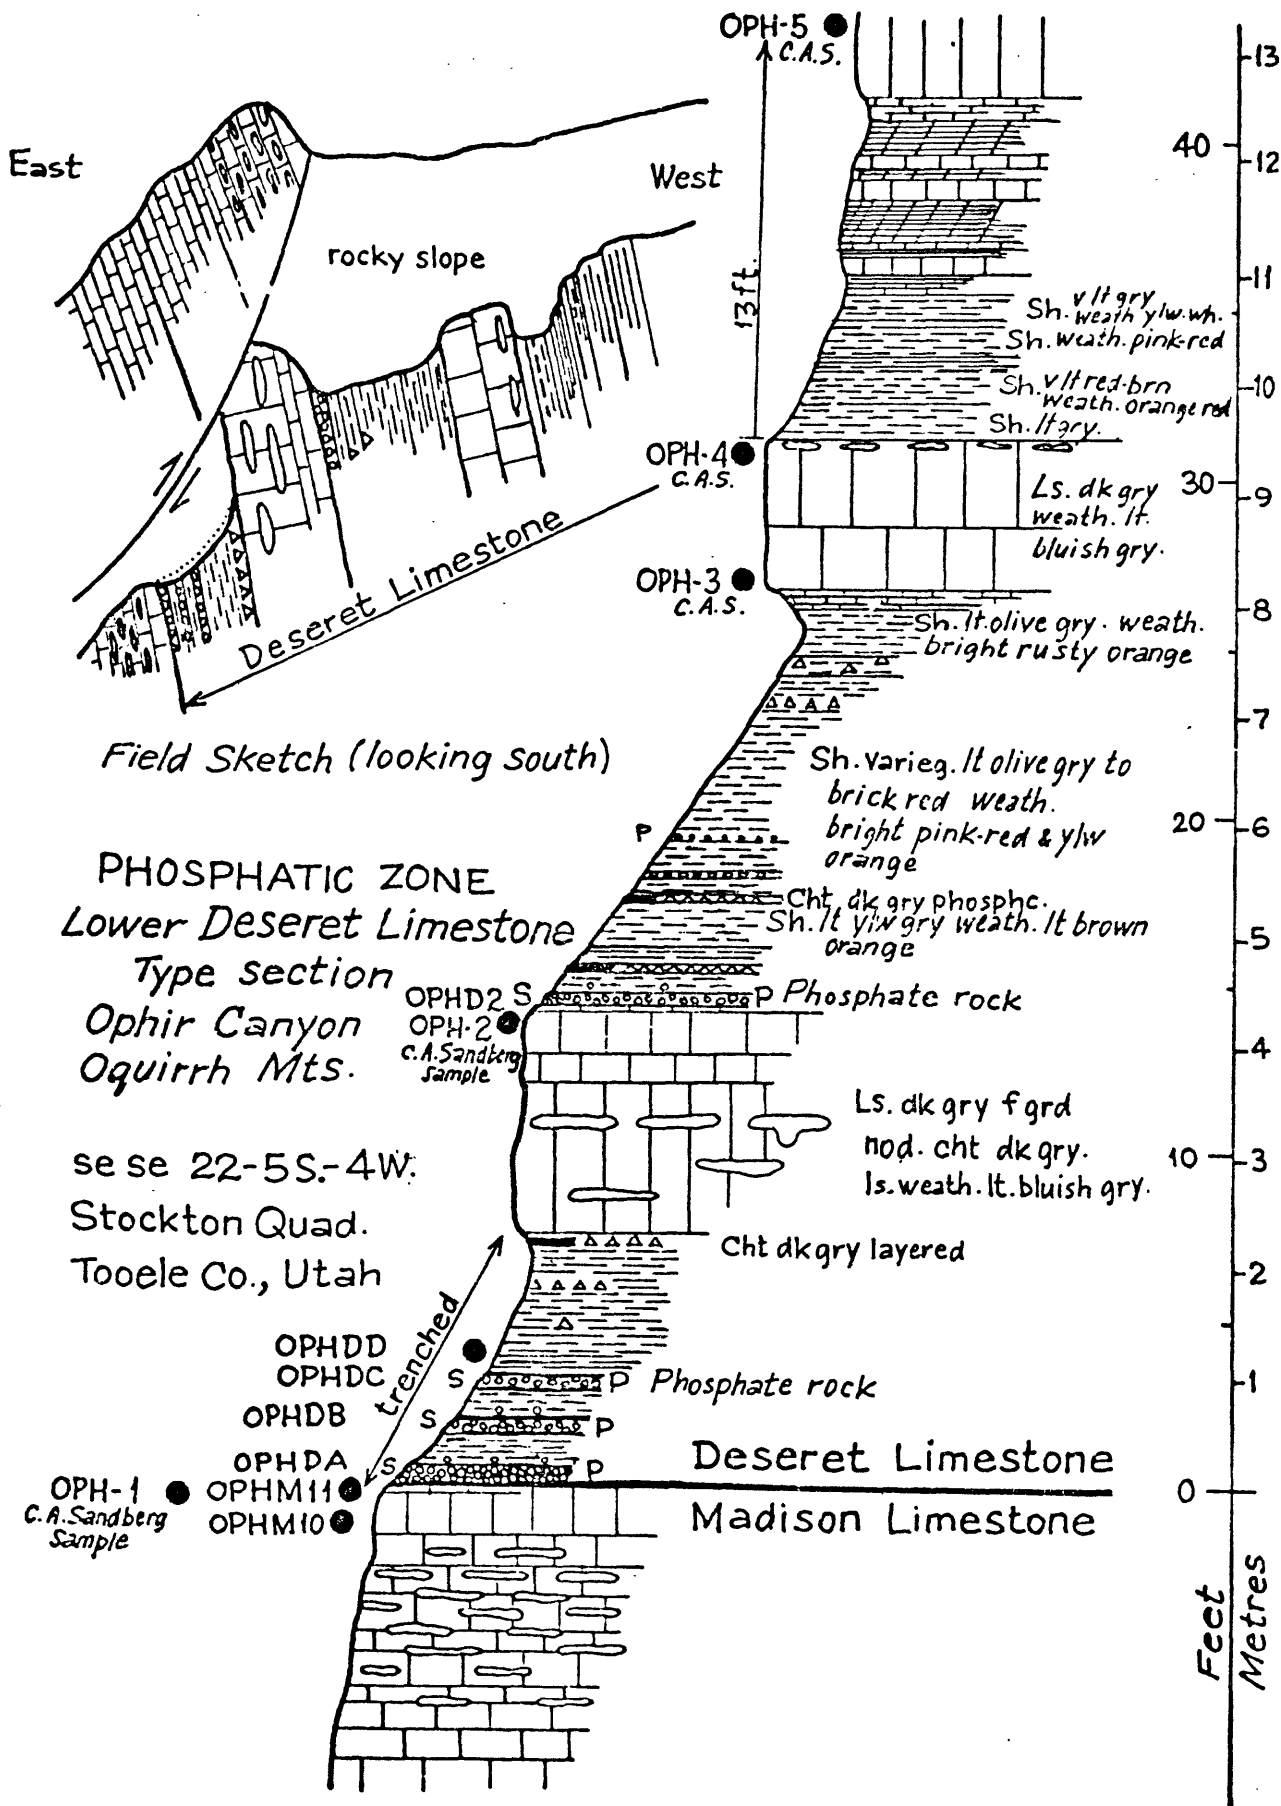 OPH-5
C.A.S.
13
East
West
rocky slope
40
12
13 ft.
11
Sh. v lt gry
weath ylw. wh.
Sh. weath. pink-red
Sh. v lt red-brn
weath. orange red
10
Sh. lt gry.
OPH-4
C.A.S.
Ls. dk gry
weath. lt.
bluish gry.
30
9
Deseret Limestone
OPH-3
C.A.S.
8
Sh. lt. olive gry. weath.
bright rusty orange
7
Field Sketch (looking south)
Sh. varieg. lt olive gry to
brick red weath.
bright pink-red & ylw
orange
P
20
6
PHOSPHATIC ZONE
Lower Deseret Limestone
Type section
Ophir Canyon
Oquirrh Mts.
Cht dk gry phosphc.
Sh. lt ylw gry weath. lt brown
orange
5
OPHD2 S
P Phosphate rock
OPH-2
C.A. Sandberg
Sample
4
Ls. dk gry f grd
nod. cht dk gry.
ls. weath. lt. bluish gry.
10
3
se se 22-5S.-4W.
Stockton Quad.
Tooele Co., Utah
Cht dk gry layered
2
trenched
OPHDD
OPHDC S
P Phosphate rock
1
OPHDB S
P
OPHDA S
P
Deseret Limestone
OPH-1
C.A. Sandberg
Sample
OPHM11
0
OPHM10
Madison Limestone
Feet
Metres